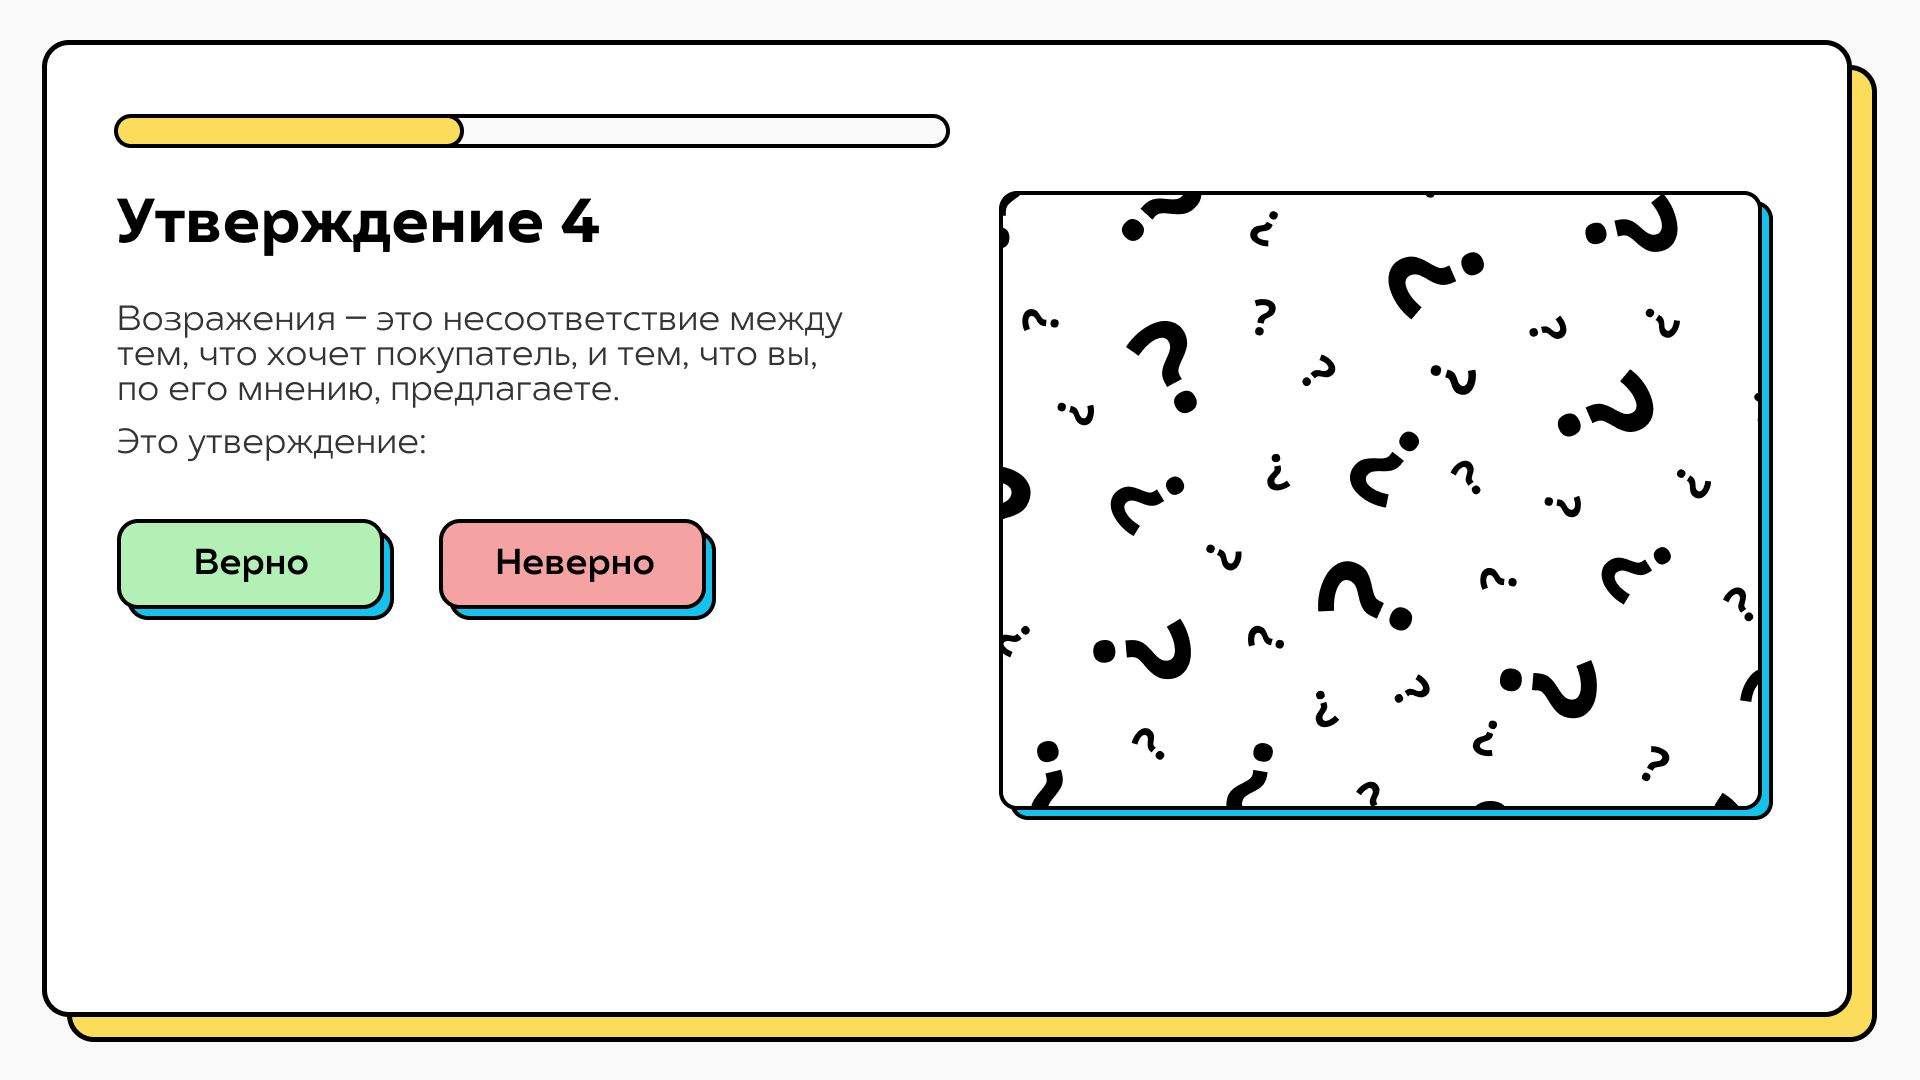 Утверждение 4
Возражения – это несоответствие между
тем, что хочет покупатель, и тем, что вы,
по его мнению, предлагаете.
Это утверждение:
Верно
Неверно